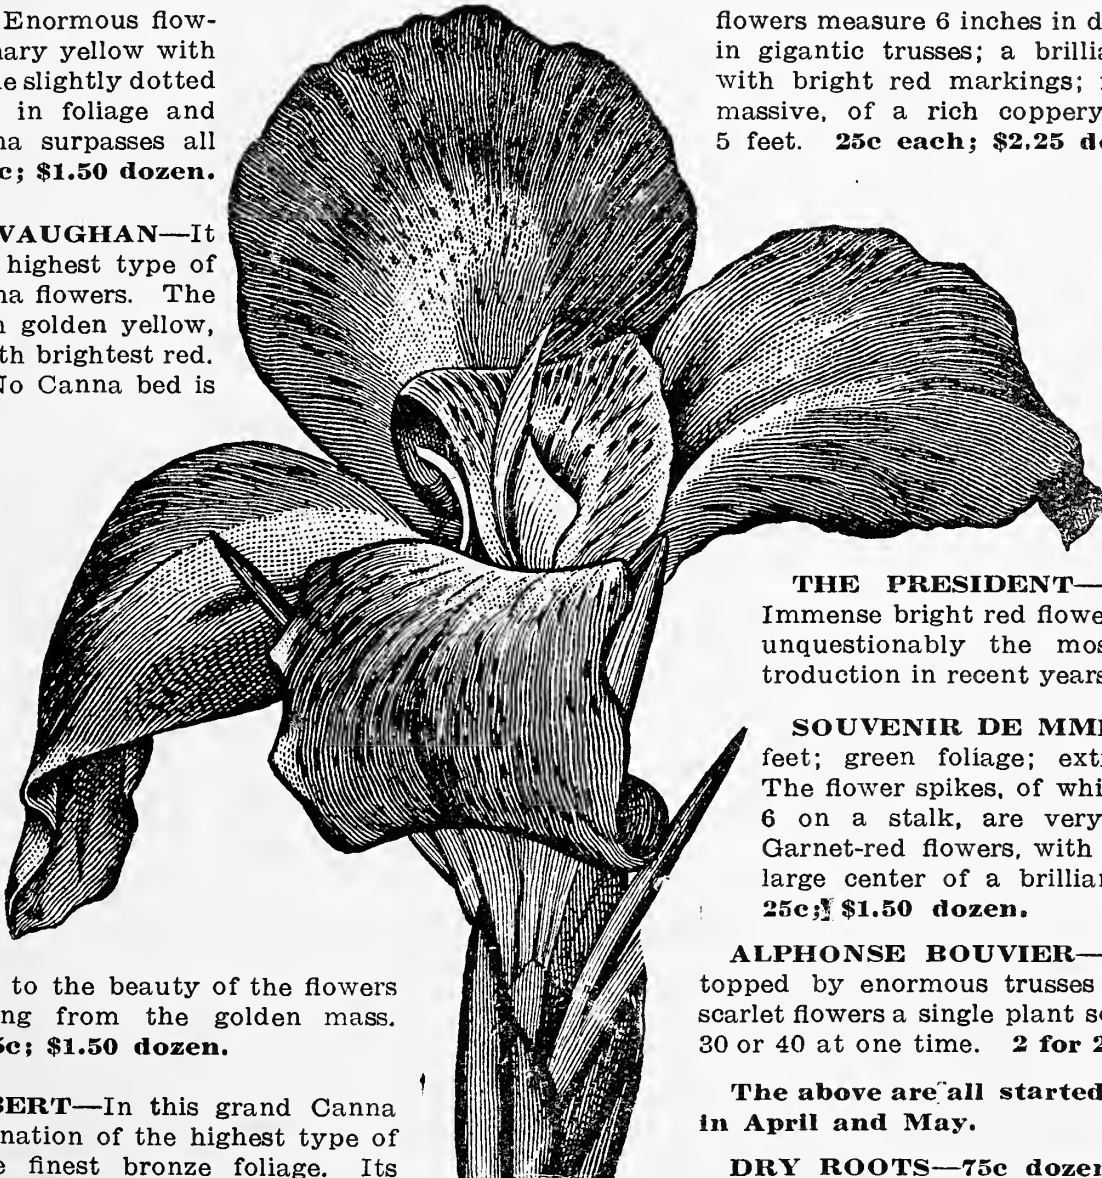 Enormous flow-
nary yellow with
e slightly dotted
in foliage and
na surpasses all
c; $1.50 dozen.
VAUGHAN—It
highest type of
na flowers. The
n golden yellow,
th brightest red.
No Canna bed is
to the beauty of the flowers
ng from the golden mass.
5c; $1.50 dozen.
BERT—In this grand Canna
nation of the highest type of
e finest bronze foliage. Its
flowers measure 6 inches in d
in gigantic trusses; a brillia
with bright red markings;
massive, of a rich coppery
5 feet. 25c each; $2.25 d
THE PRESIDENT—
Immense bright red flowe
unquestionably the mos
troduction in recent years
SOUVENIR DE MME
feet; green foliage; ext
The flower spikes, of whi
6 on a stalk, are very
Garnet-red flowers, with
large center of a brillian
25c; $1.50 dozen.
ALPHONSE BOUVIER—
topped by enormous trusses
scarlet flowers a single plant s
30 or 40 at one time. 2 for 2
The above are all started
in April and May.
DRY ROOTS—75c dozen